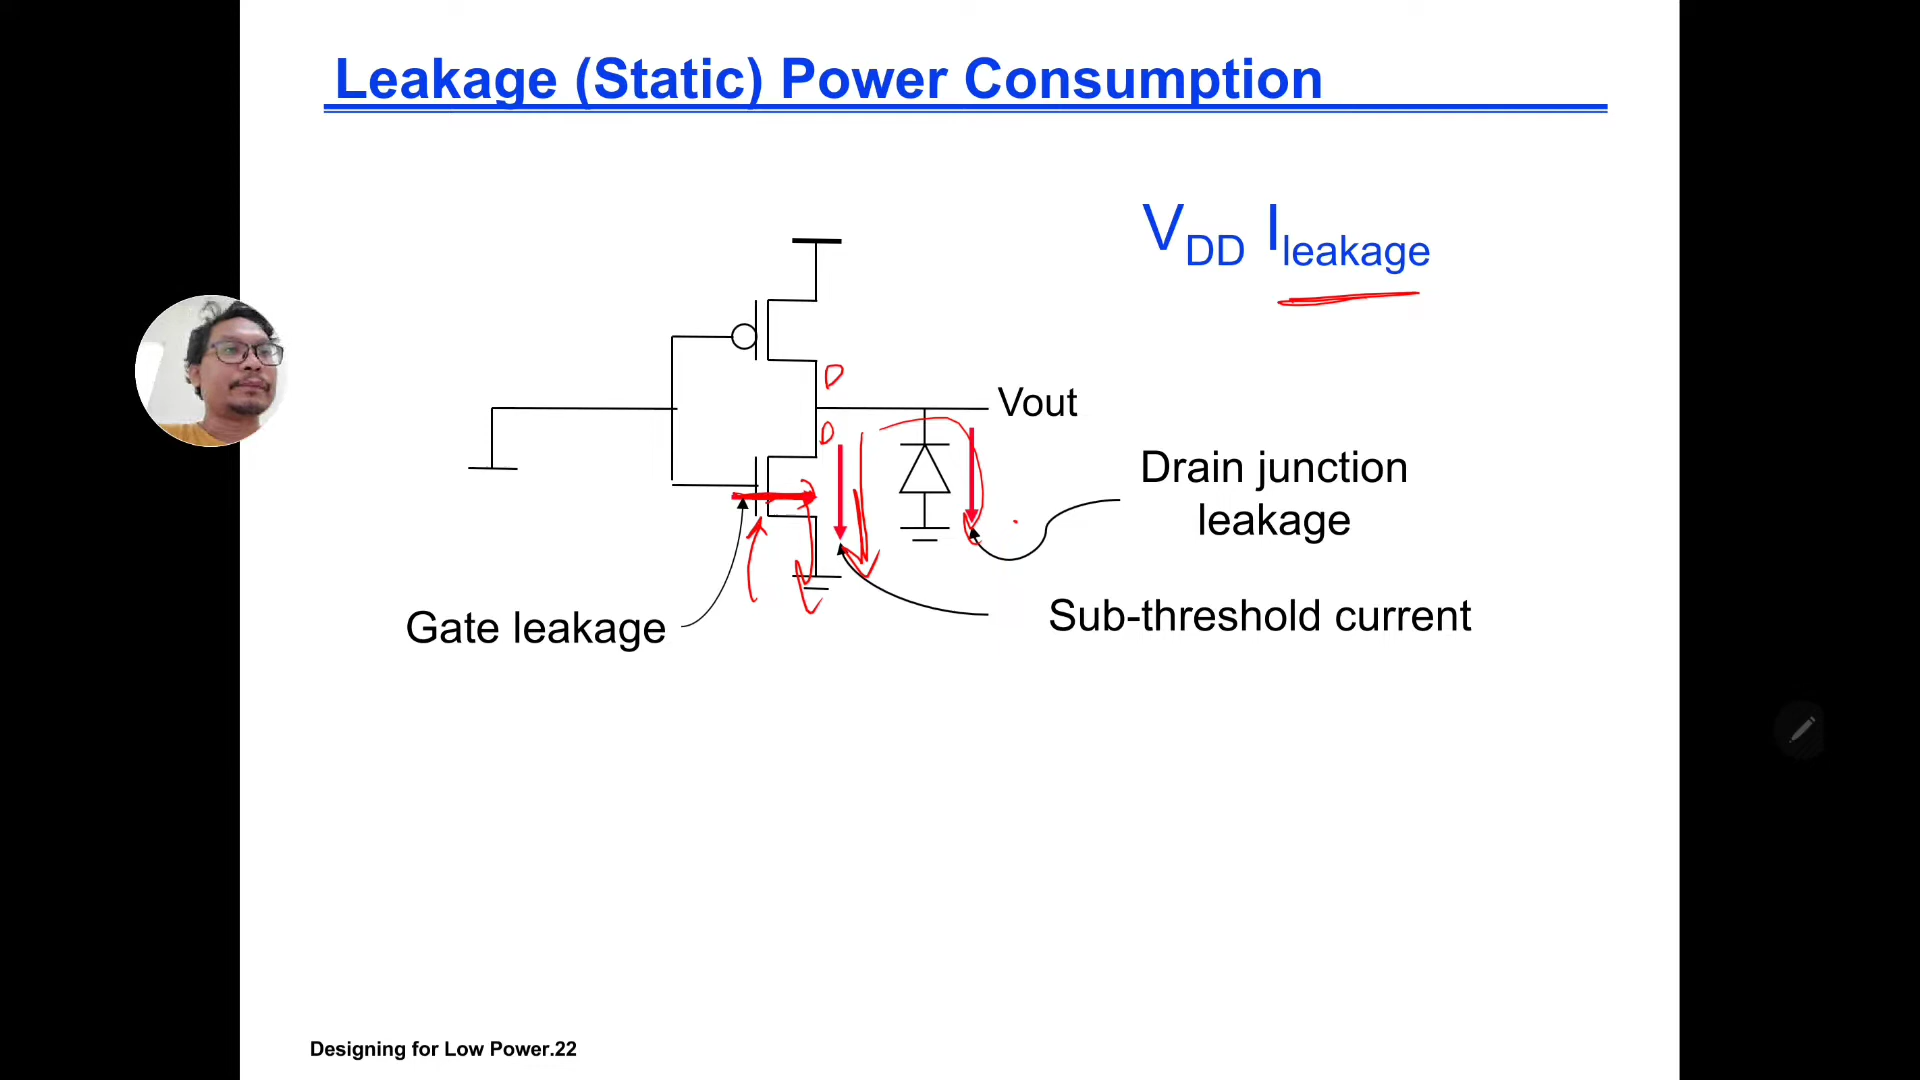 Leakage (Static) Power Consumption
VDD Ileakage
D
Vout
D
Drain junction
leakage
Sub-threshold current
Gate leakage
Designing for Low Power.22